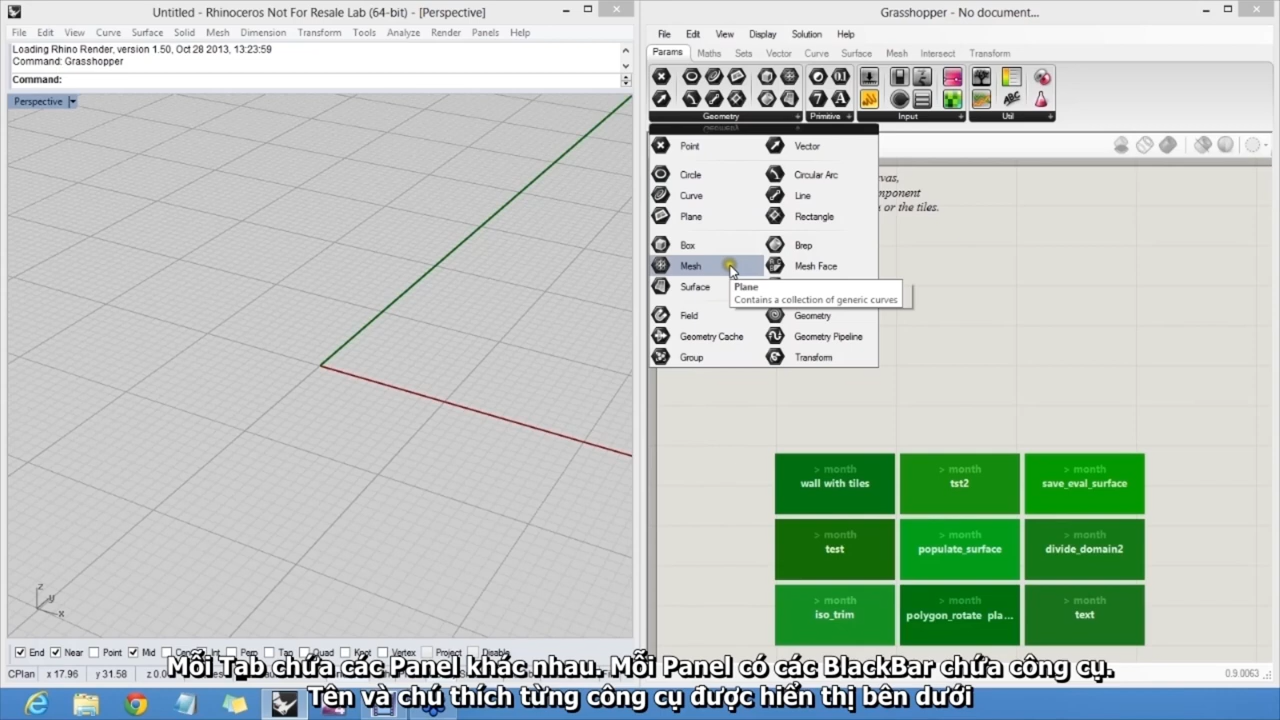 Untitled - Rhinoceros Not For Resale Lab (64-bit) - [Perspective]
File Edit View Curve Surface Solid Mesh Dimension Transform Tools Analyze Render Panels Help
Loading Rhino Render, version 1.50, Oct 28 2013, 13:23:59
Command: Grasshopper
Command:
Perspective
z
y
x
End Near Point Mid Cen Int Perp Tan Quad Knot Vertex Project Disable
CPlan x 17.96 y 31.58 z 0.0
Grasshopper - No document...
File Edit View Display Solution Help
Params Maths Sets Vector Curve Surface Mesh Intersect Transform
Geometry Primitive Input Util
Point Vector
Circle Circular Arc
Curve Line
Plane Rectangle
Box Brep
Mesh Mesh Face
Surface
Plane
Contains a collection of generic curves
Field Geometry
Geometry Cache Geometry Pipeline
Group Transform
vas,
mponent
or the tiles.
> month > month > month
wall with tiles tst2 save_eval_surface
> month > month > month
test populate_surface divide_domain2
> month > month > month
iso_trim polygon_rotate pla... text
0.9.0063
Mỗi Tab chứa các Panel khác nhau. Mỗi Panel có các BlackBar chứa công cụ.
Tên và chú thích từng công cụ được hiển thị bên dưới